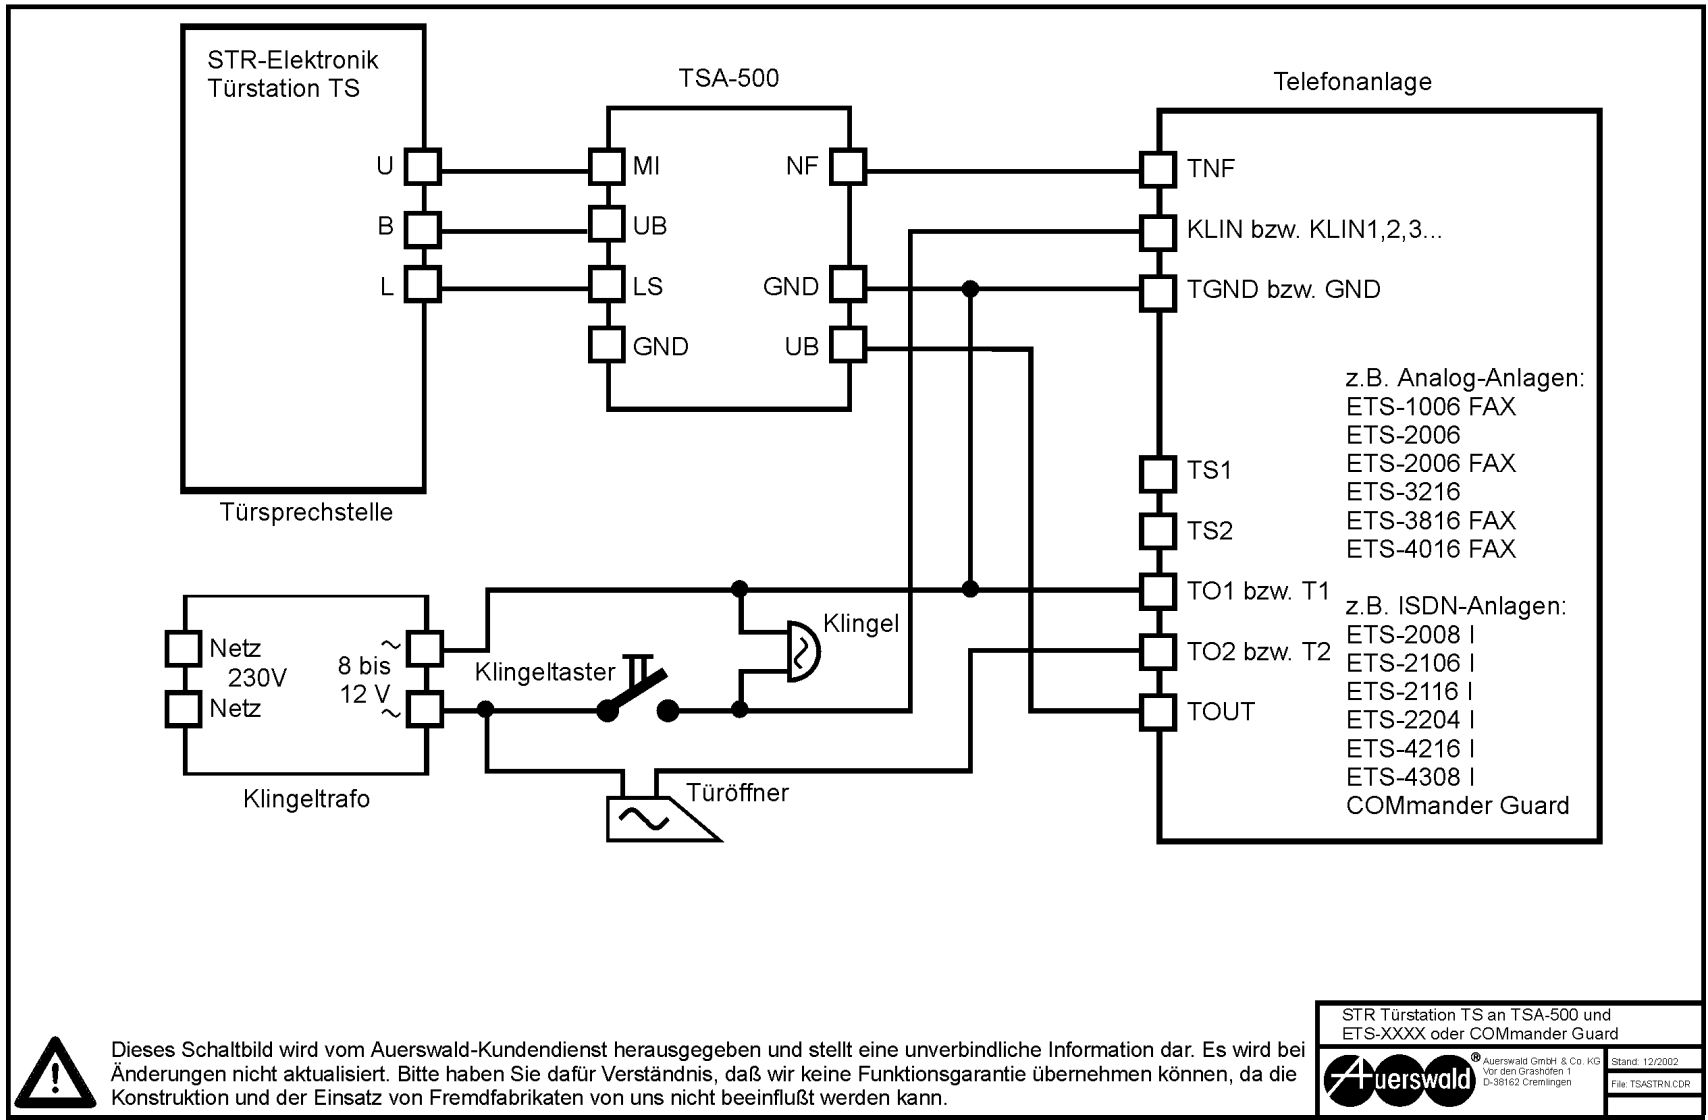 STR-Elektronik
Türstation TS
U
B
L
Türsprechstelle
TSA-500
MI
UB
LS
GND
NF
GND
UB
Telefonanlage
TNF
KLIN bzw. KLIN1,2,3...
TGND bzw. GND
TS1
TS2
TO1 bzw. T1
TO2 bzw. T2
TOUT
z.B. Analog-Anlagen:
ETS-1006 FAX
ETS-2006
ETS-2006 FAX
ETS-3216
ETS-3816 FAX
ETS-4016 FAX
z.B. ISDN-Anlagen:
ETS-2008 I
ETS-2106 I
ETS-2116 I
ETS-2204 I
ETS-4216 I
ETS-4308 I
COMmander Guard
Netz
230V
Netz
~
8 bis
12 V
~
Klingeltrafo
Klingeltaster
Klingel
Türöffner
Dieses Schaltbild wird vom Auerswald-Kundendienst herausgegeben und stellt eine unverbindliche Information dar. Es wird bei
Änderungen nicht aktualisiert. Bitte haben Sie dafür Verständnis, daß wir keine Funktionsgarantie übernehmen können, da die
Konstruktion und der Einsatz von Fremdfabrikaten von uns nicht beeinflußt werden kann.
STR Türstation TS an TSA-500 und
ETS-XXXX oder COMmander Guard
Auerswald ®
Auerswald GmbH & Co. KG
Vor den Grashöfen 1
D-38162 Cremlingen
Stand: 12/2002
File: TSASTRN.CDR